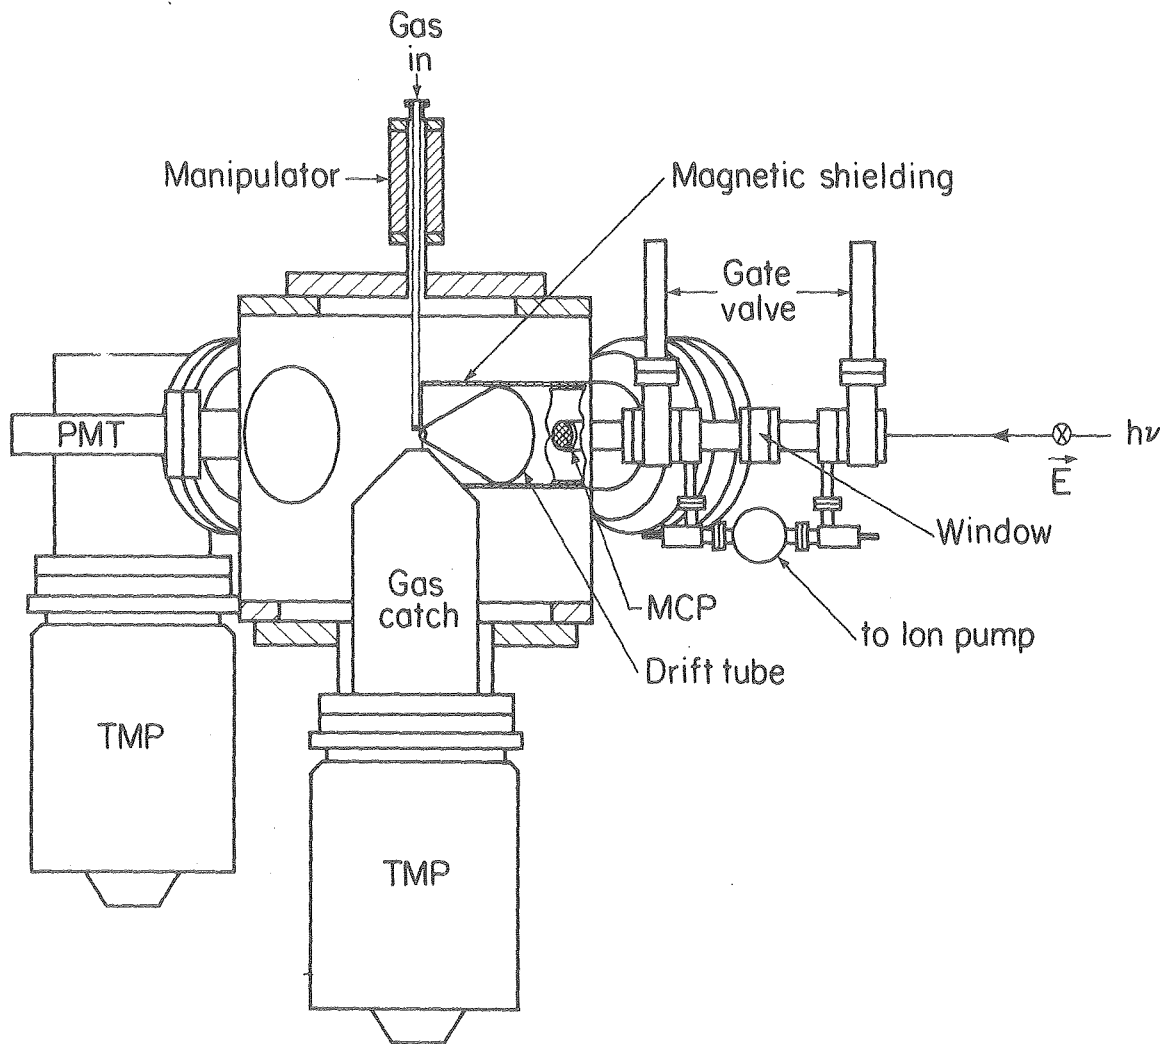 Gas
in
Manipulator
Magnetic shielding
Gate
valve
PMT
hν
E
Window
Gas
catch
MCP
to Ion pump
Drift tube
TMP
TMP